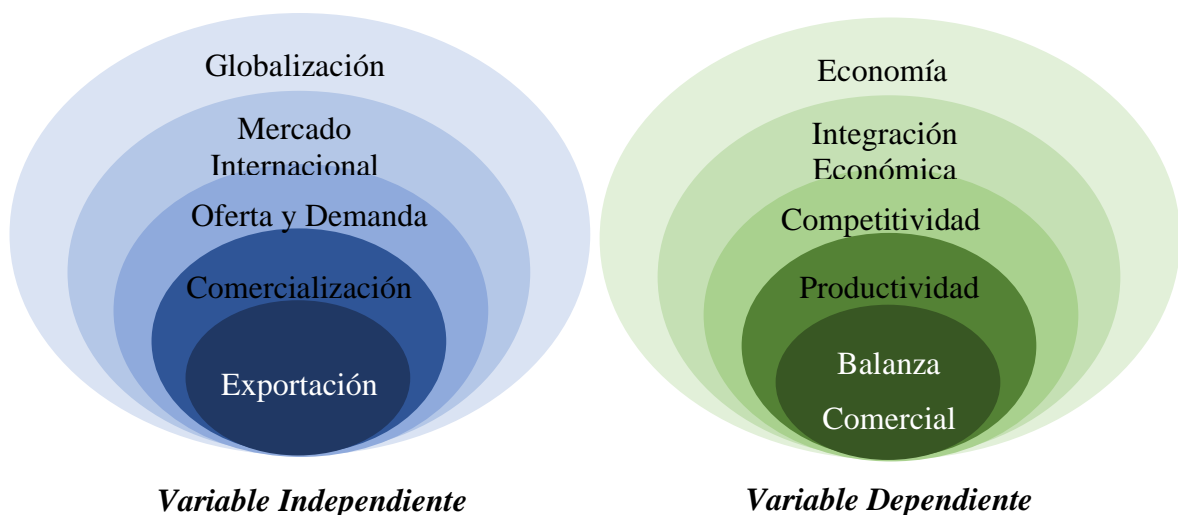 Globalización
Mercado
Internacional
Oferta y Demanda
Comercialización
Exportación
Variable Independiente
Economía
Integración
Económica
Competitividad
Productividad
Balanza
Comercial
Variable Dependiente